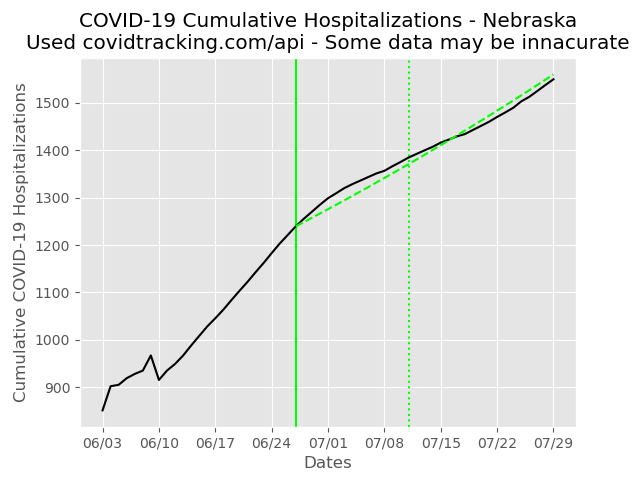 COVID-19 Cumulative Hospitalizations - Nebraska
Used covidtracking.com/api - Some data may be innacurate
Cumulative COVID-19 Hospitalizations
1500
1400
1300
1200
1100
1000
900
06/03 06/10 06/17 06/24 07/01 07/08 07/15 07/22 07/29
Dates